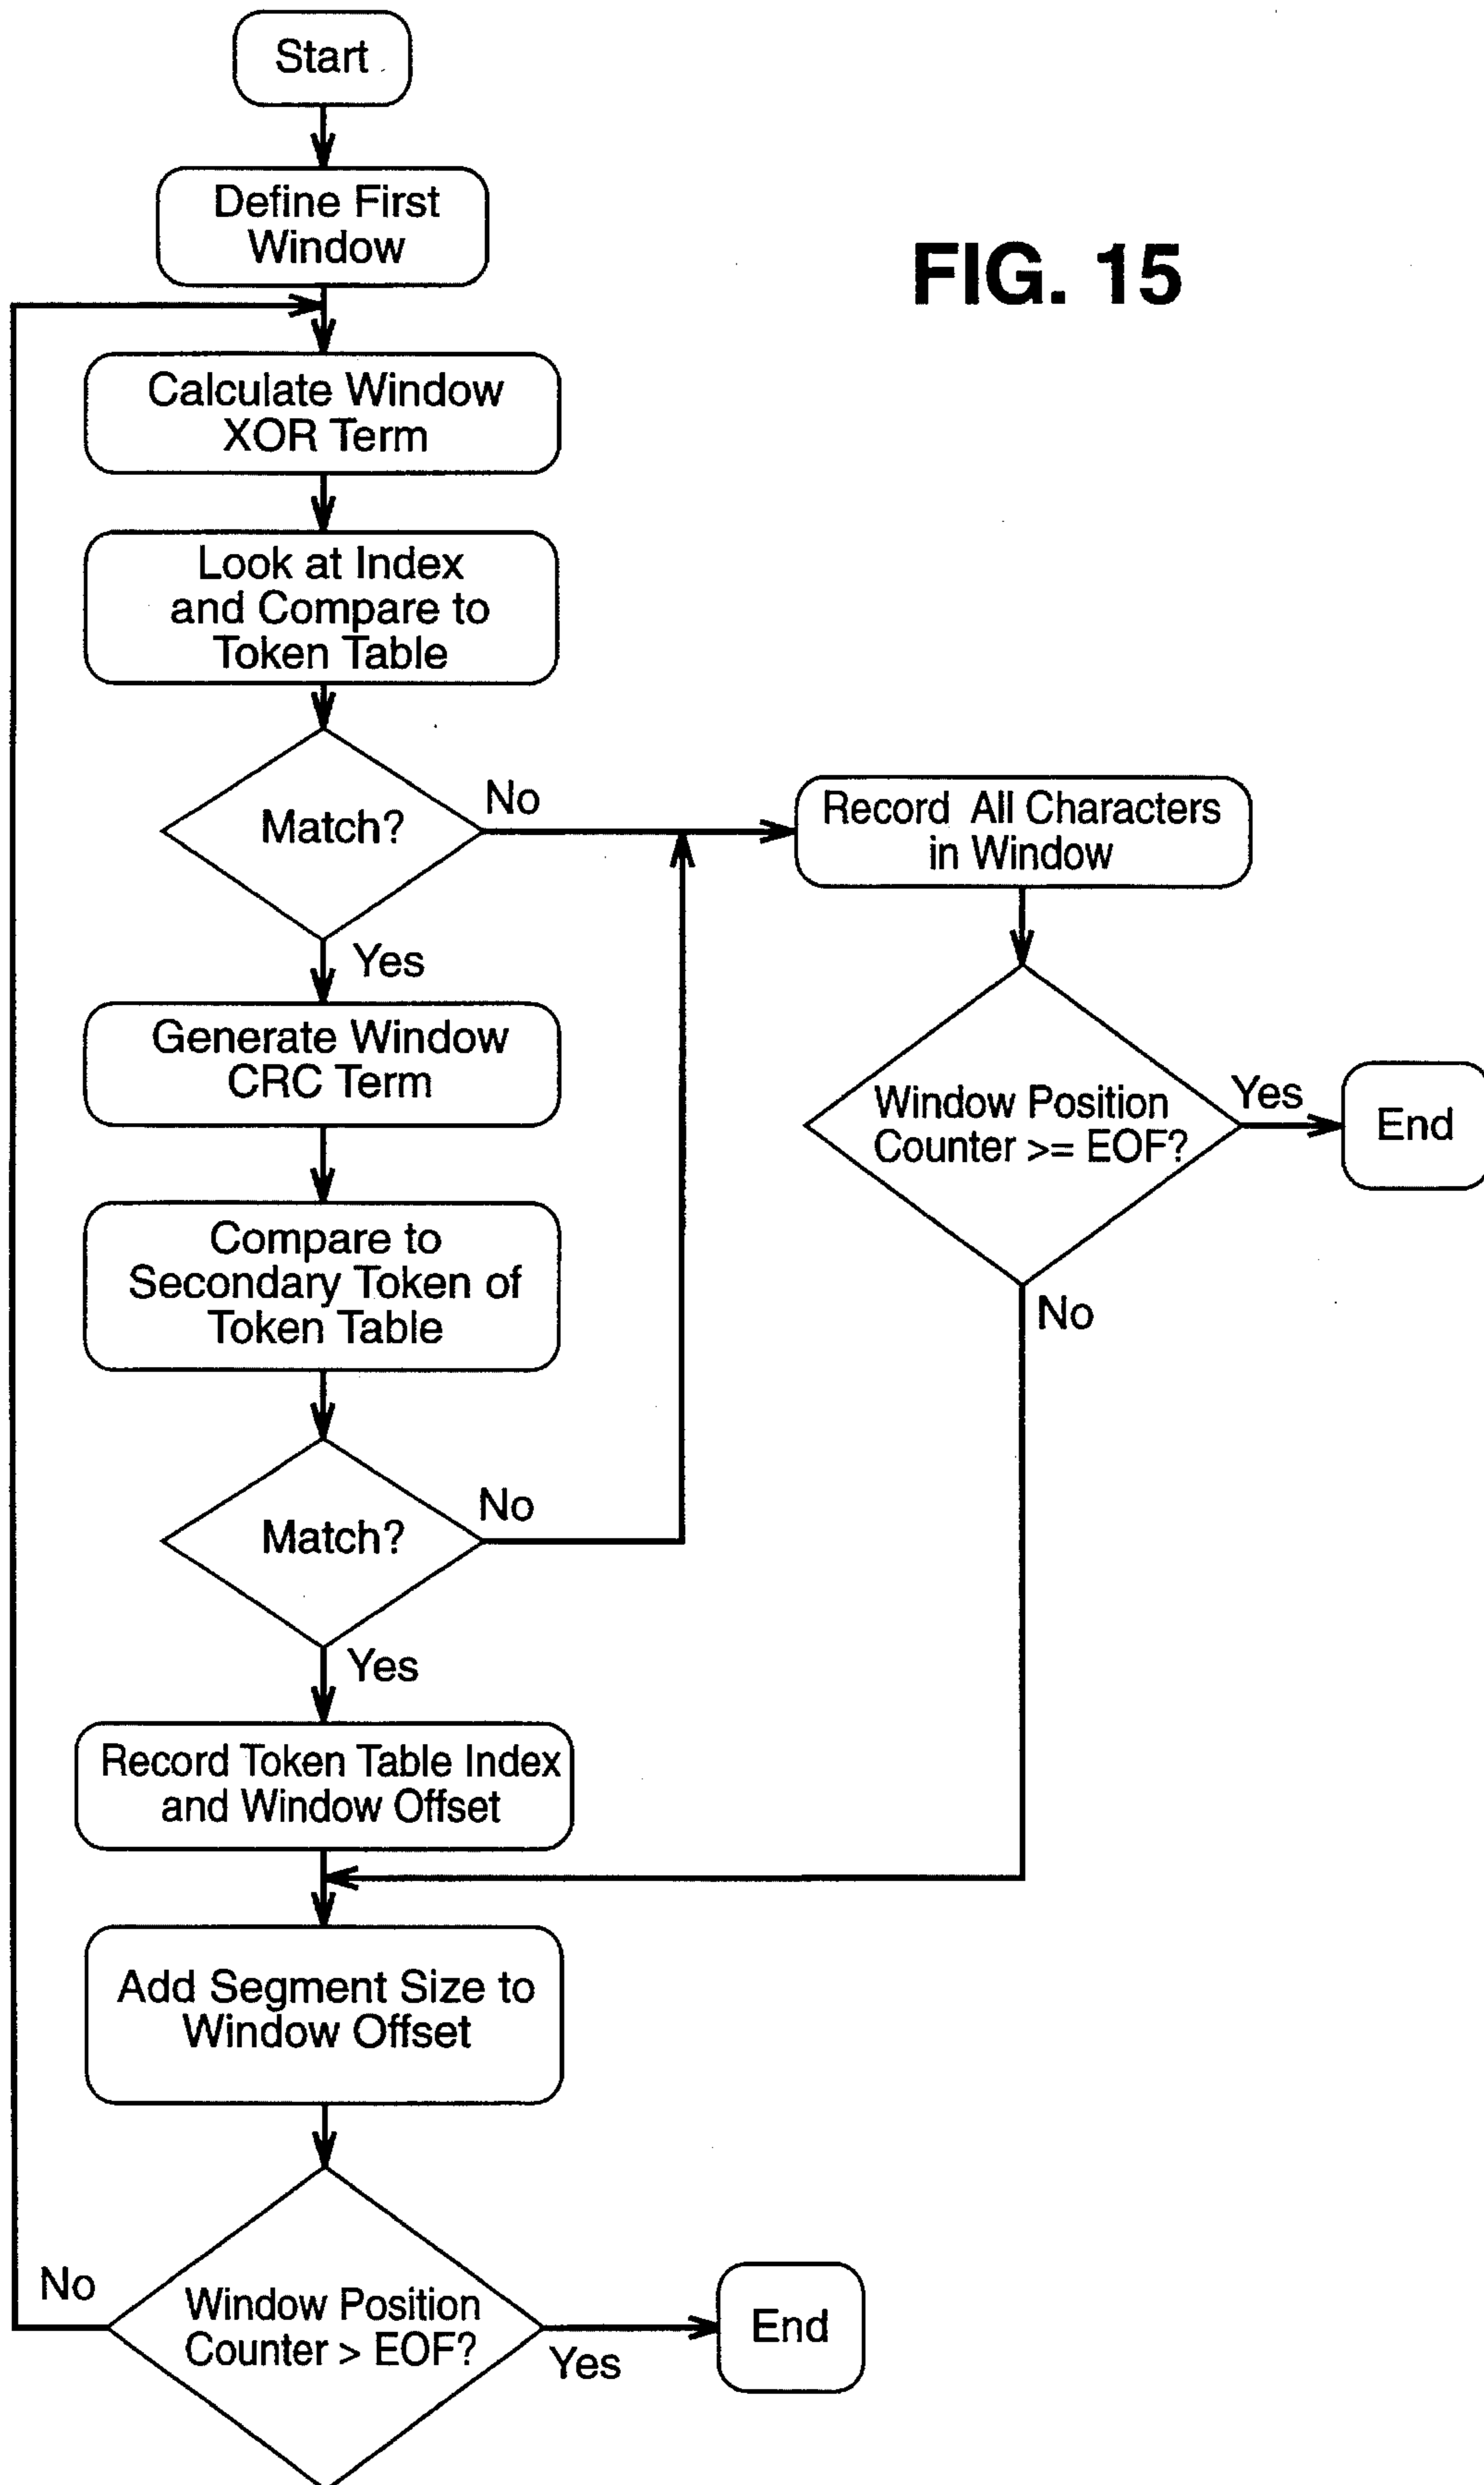 Start
Define First
Window
FIG. 15
Calculate Window
XOR Term
Look at Index
and Compare to
Token Table
Match?
No
Record All Characters
in Window
Yes
Generate Window
CRC Term
Window Position
Counter >= EOF?
Yes
End
Compare to
Secondary Token of
Token Table
No
Match?
No
Yes
Record Token Table Index
and Window Offset
Add Segment Size to
Window Offset
No
Window Position
Counter > EOF?
Yes
End